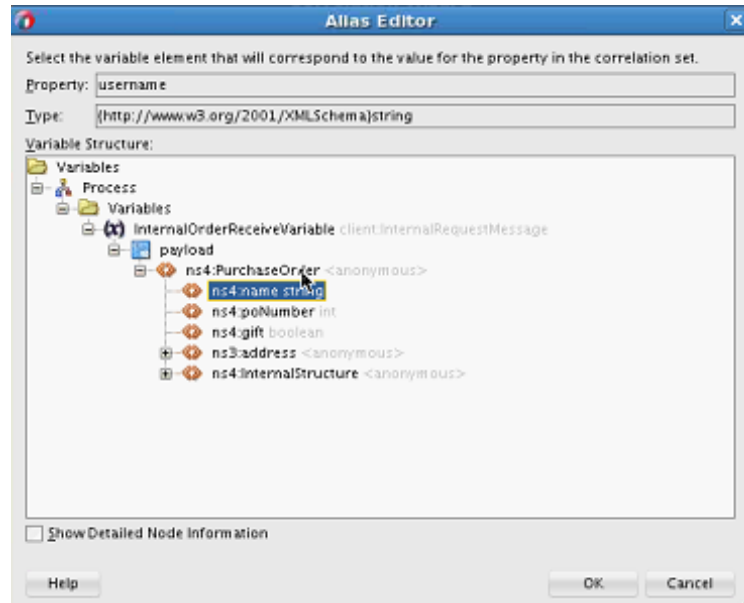 Alias Editor
Select the variable element that will correspond to the value for the property in the correlation set.
Property: username
Type: {http://www.w3.org/2001/XMLSchema}string
Variable Structure:
Variables
Process
Variables
InternalOrderReceiveVariable client:InternalRequestMessage
payload
ns4:PurchaseOrder <anonymous>
ns4:name string
ns4:poNumber int
ns4:gift boolean
ns3:address <anonymous>
ns4:InternalStructure <anonymous>
Show Detailed Node Information
Help OK Cancel